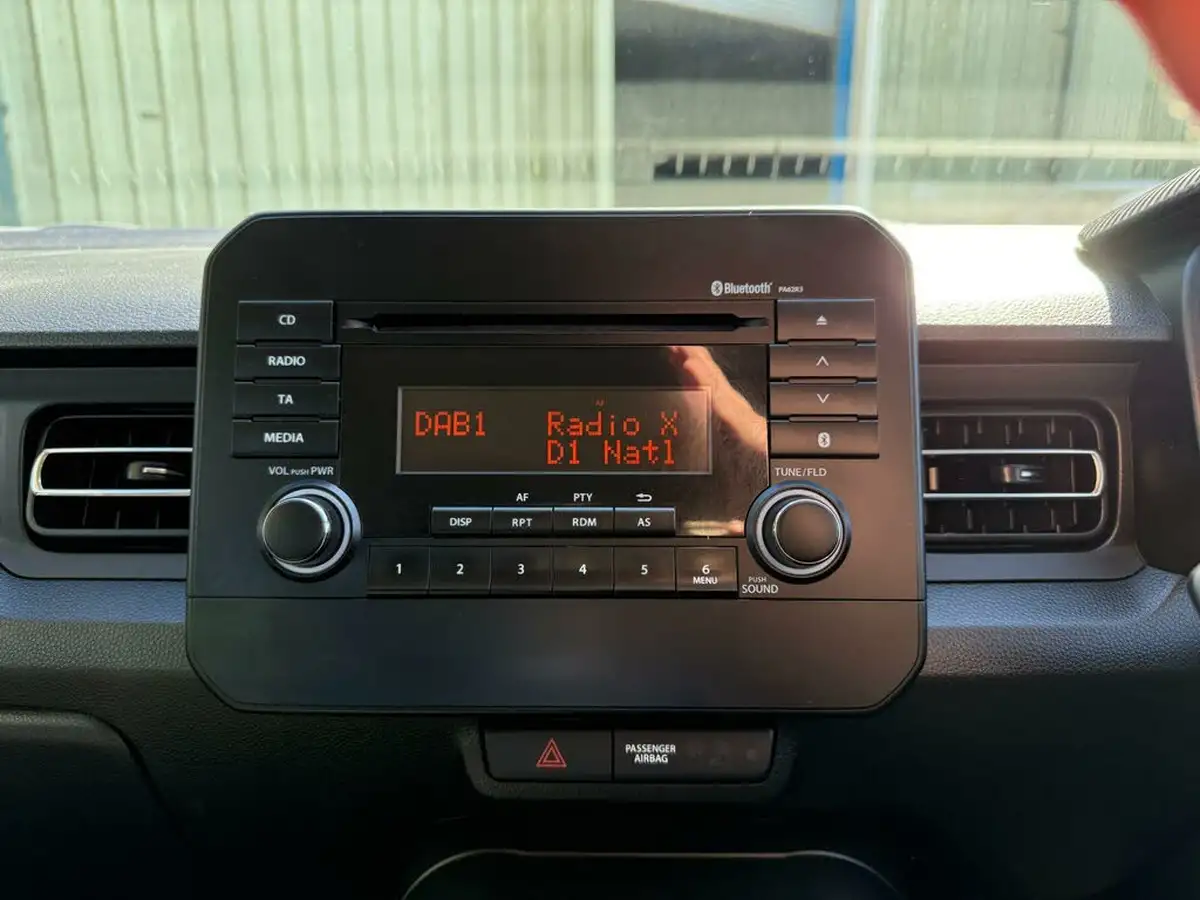 Bluetooth PA62R3
CD
RADIO
TA
MEDIA
DAB1 Radio X
D1 Natl
VOL PUSH PWR
TUNE/FLD
AF PTY
DISP RPT RDM AS
1 2 3 4 5 6
MENU
PUSH
SOUND
PASSENGER
AIRBAG